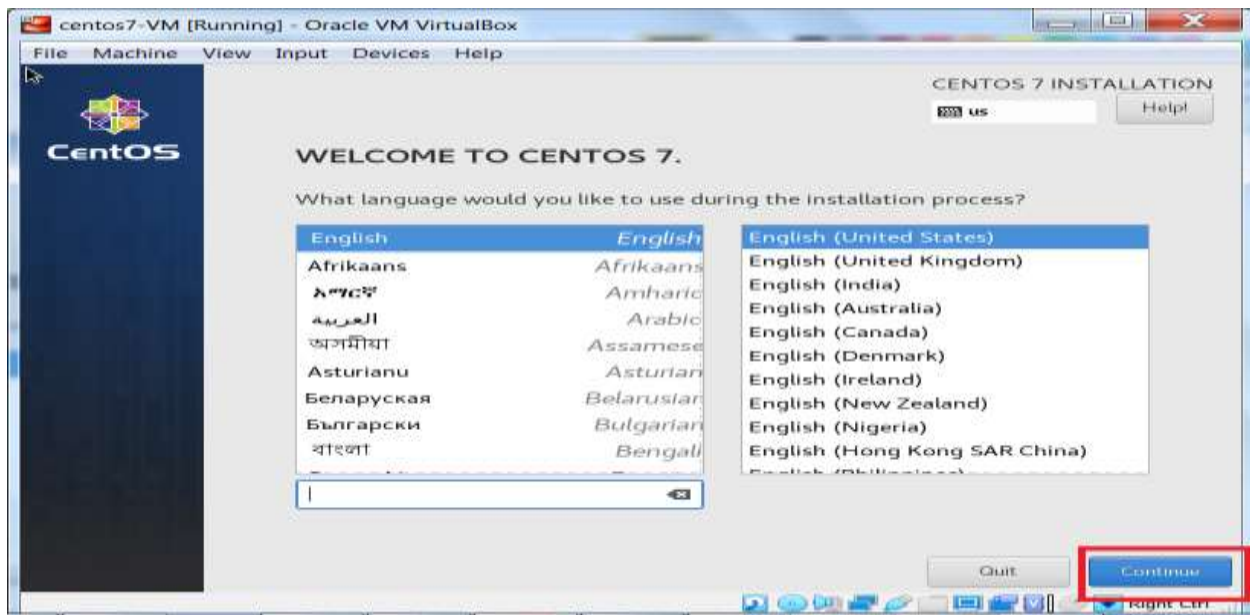 centos7-VM [Running] - Oracle VM VirtualBox
File Machine View Input Devices Help
CENTOS 7 INSTALLATION
us Help!
CentOS
WELCOME TO CENTOS 7.
What language would you like to use during the installation process?
English English
Afrikaans Afrikaans
አማርኛ Amharic
العربية Arabic
অসমীয়া Assamese
Asturianu Asturian
Беларуская Belarusian
Български Bulgarian
বাংলা Bengali
English (United States)
English (United Kingdom)
English (India)
English (Australia)
English (Canada)
English (Denmark)
English (Ireland)
English (New Zealand)
English (Nigeria)
English (Hong Kong SAR China)
English (Philippines)
Quit Continue
Right Ctrl